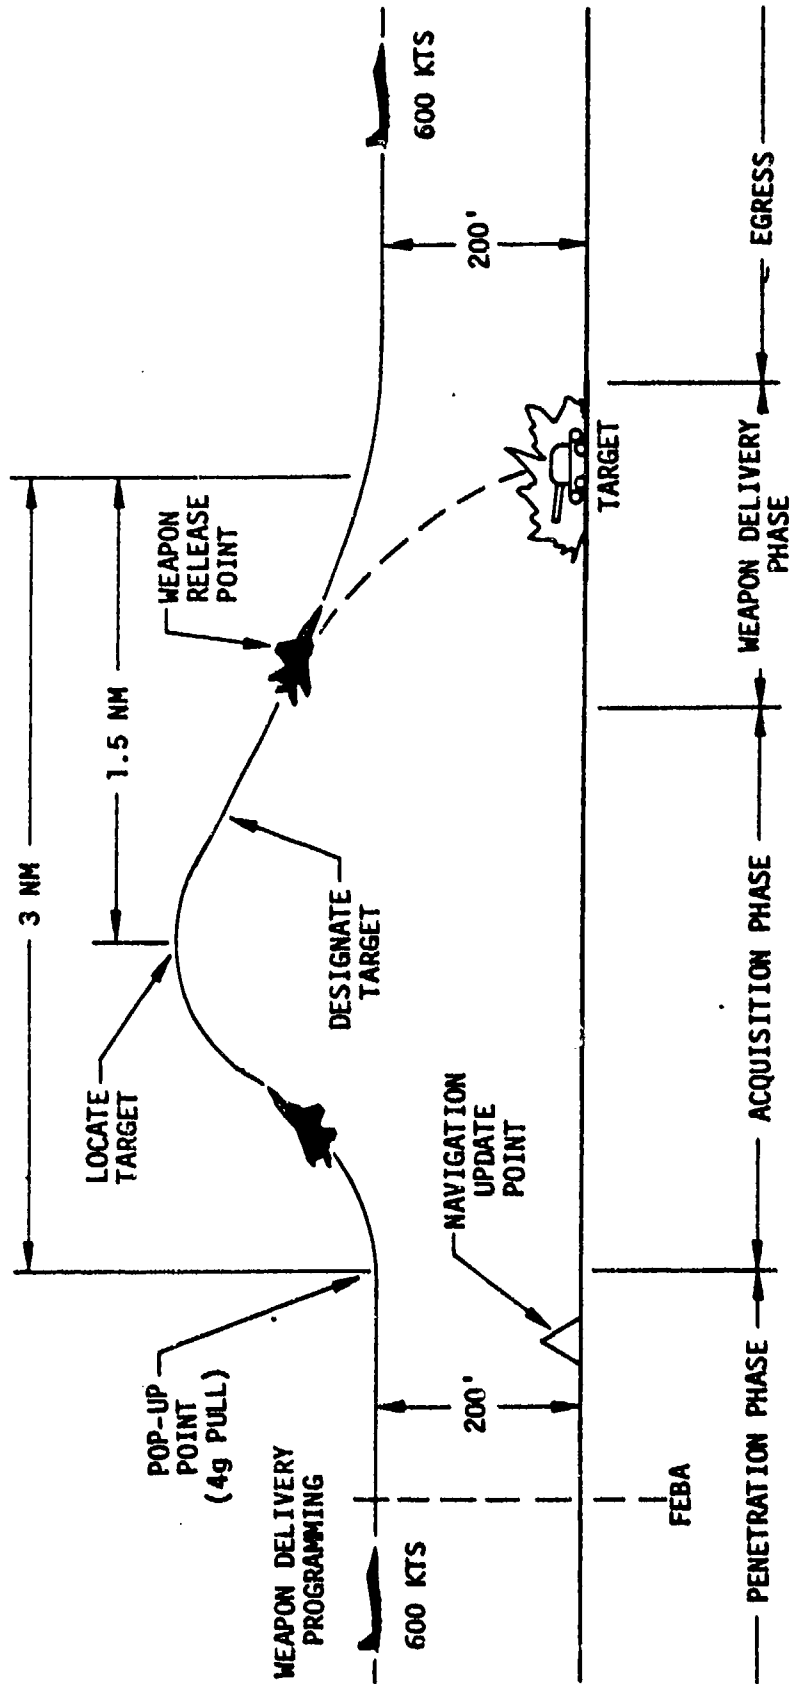 3 NM
1.5 NM
LOCATE
TARGET
WEAPON
RELEASE
POINT
POP-UP
POINT
(4g PULL)
DESIGNATE
TARGET
WEAPON DELIVERY
PROGRAMMING
600 KTS
600 KTS
200'
200'
NAVIGATION
UPDATE
POINT
TARGET
FEBA
PENETRATION PHASE
ACQUISITION PHASE
WEAPON DELIVERY
PHASE
EGRESS